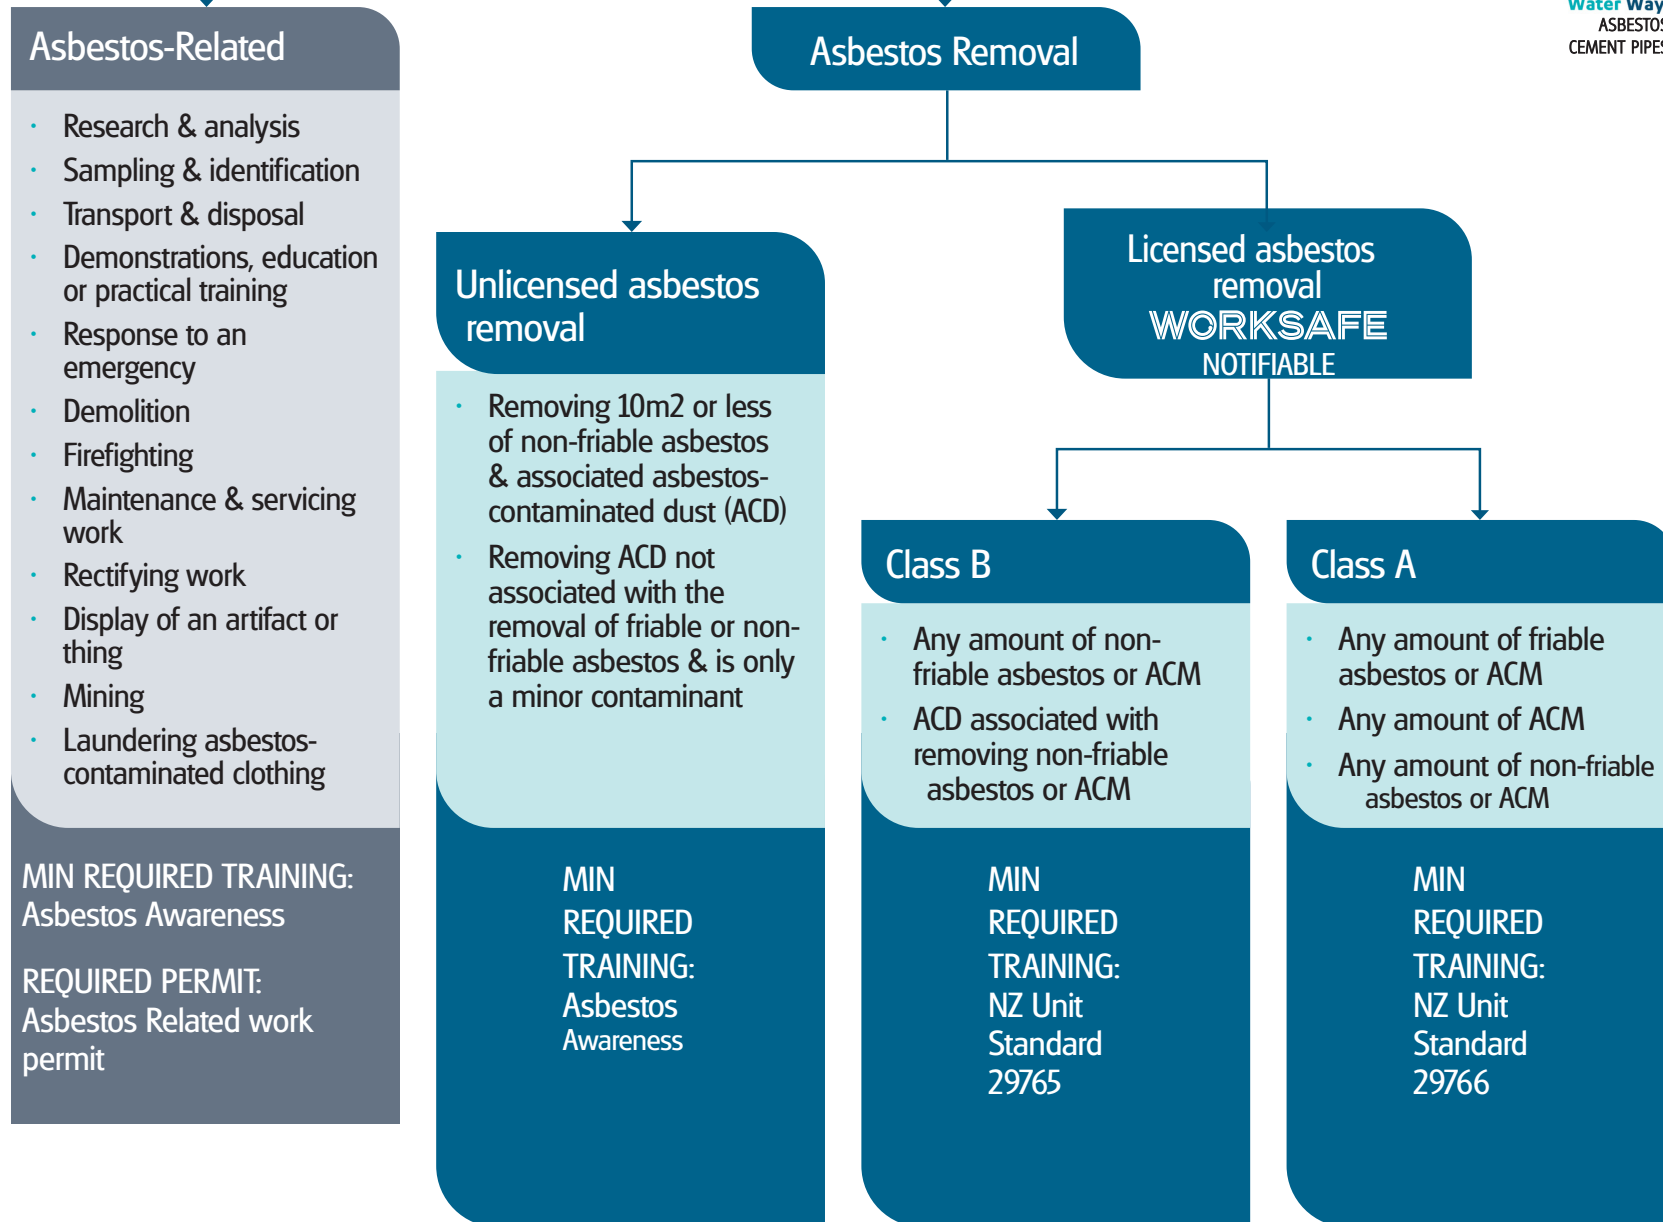 Water Way
ASBESTOS
CEMENT PIPES
Asbestos-Related
· Research & analysis
· Sampling & identification
· Transport & disposal
· Demonstrations, education
or practical training
· Response to an
emergency
· Demolition
· Firefighting
· Maintenance & servicing
work
· Rectifying work
· Display of an artifact or
thing
· Mining
· Laundering asbestos-
contaminated clothing
MIN REQUIRED TRAINING:
Asbestos Awareness
REQUIRED PERMIT:
Asbestos Related work
permit
Asbestos Removal
Unlicensed asbestos
removal
· Removing 10m2 or less
of non-friable asbestos
& associated asbestos-
contaminated dust (ACD)
· Removing ACD not
associated with the
removal of friable or non-
friable asbestos & is only
a minor contaminant
MIN
REQUIRED
TRAINING:
Asbestos
Awareness
Licensed asbestos
removal
WORKSAFE
NOTIFIABLE
Class B
· Any amount of non-
friable asbestos or ACM
· ACD associated with
removing non-friable
asbestos or ACM
MIN
REQUIRED
TRAINING:
NZ Unit
Standard
29765
Class A
· Any amount of friable
asbestos or ACM
· Any amount of ACM
· Any amount of non-friable
asbestos or ACM
MIN
REQUIRED
TRAINING:
NZ Unit
Standard
29766